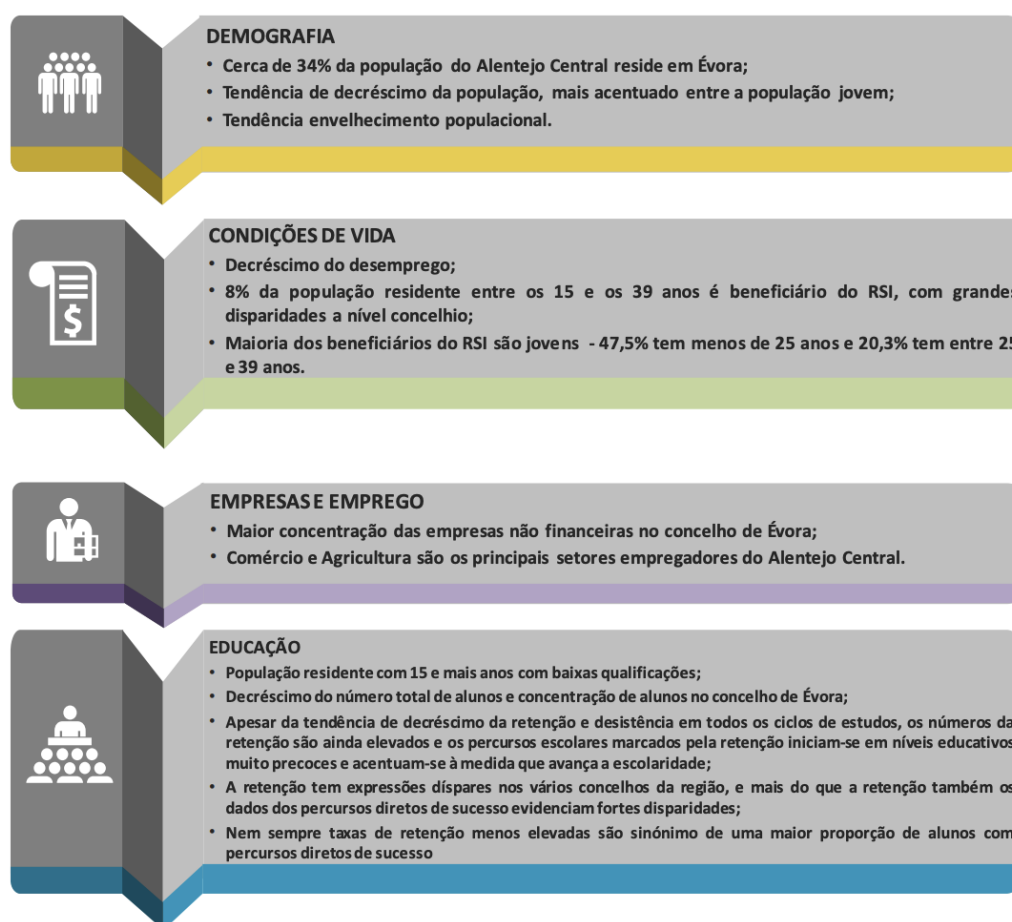 DEMOGRAFIA
• Cerca de 34% da população do Alentejo Central reside em Évora;
• Tendência de decréscimo da população, mais acentuado entre a população jovem;
• Tendência envelhecimento populacional.
$
CONDIÇÕES DE VIDA
• Decréscimo do desemprego;
• 8% da população residente entre os 15 e os 39 anos é beneficiário do RSI, com grandes
disparidades a nível concelhio;
• Maioria dos beneficiários do RSI são jovens - 47,5% tem menos de 25 anos e 20,3% tem entre 25
e 39 anos.
EMPRESAS E EMPREGO
• Maior concentração das empresas não financeiras no concelho de Évora;
• Comércio e Agricultura são os principais setores empregadores do Alentejo Central.
EDUCAÇÃO
• População residente com 15 e mais anos com baixas qualificações;
• Decréscimo do número total de alunos e concentração de alunos no concelho de Évora;
• Apesar da tendência de decréscimo da retenção e desistência em todos os ciclos de estudos, os números da
retenção são ainda elevados e os percursos escolares marcados pela retenção iniciam-se em níveis educativos
muito precoces e acentuam-se à medida que avança a escolaridade;
• A retenção tem expressões díspares nos vários concelhos da região, e mais do que a retenção também os
dados dos percursos diretos de sucesso evidenciam fortes disparidades;
• Nem sempre taxas de retenção menos elevadas são sinónimo de uma maior proporção de alunos com
percursos diretos de sucesso